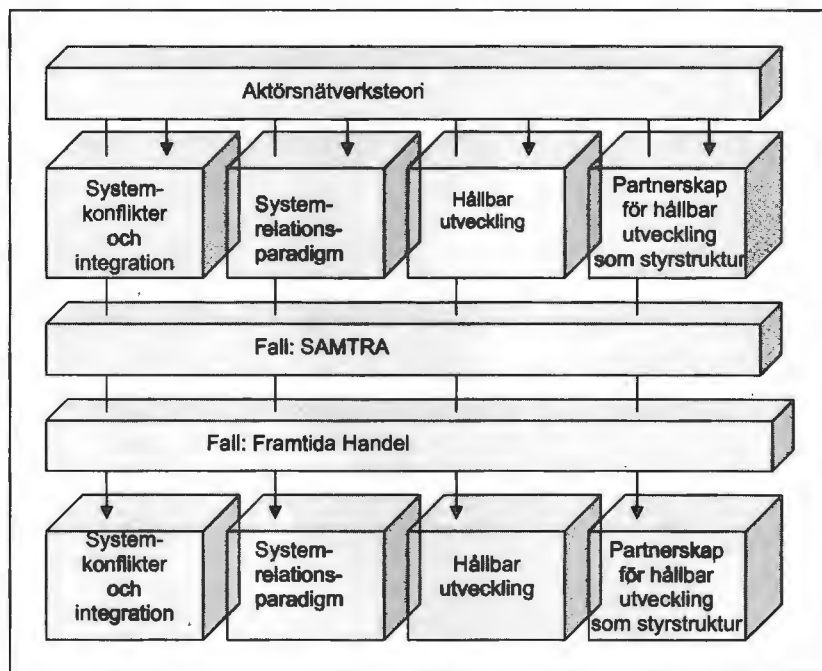 Aktörsnätverksteori
System-
konflikter
och
integration
System-
relations-
paradigm
Hållbar
utveckling
Partnerskap
för hållbar
utveckling
som styrstruktur
Fall: SAMTRA
Fall: Framtida Handel
System-
konflikter
och
integration
System-
relations-
paradigm
Hållbar
utveckling
Partnerskap
för hållbar
utveckling
som styrstruktur